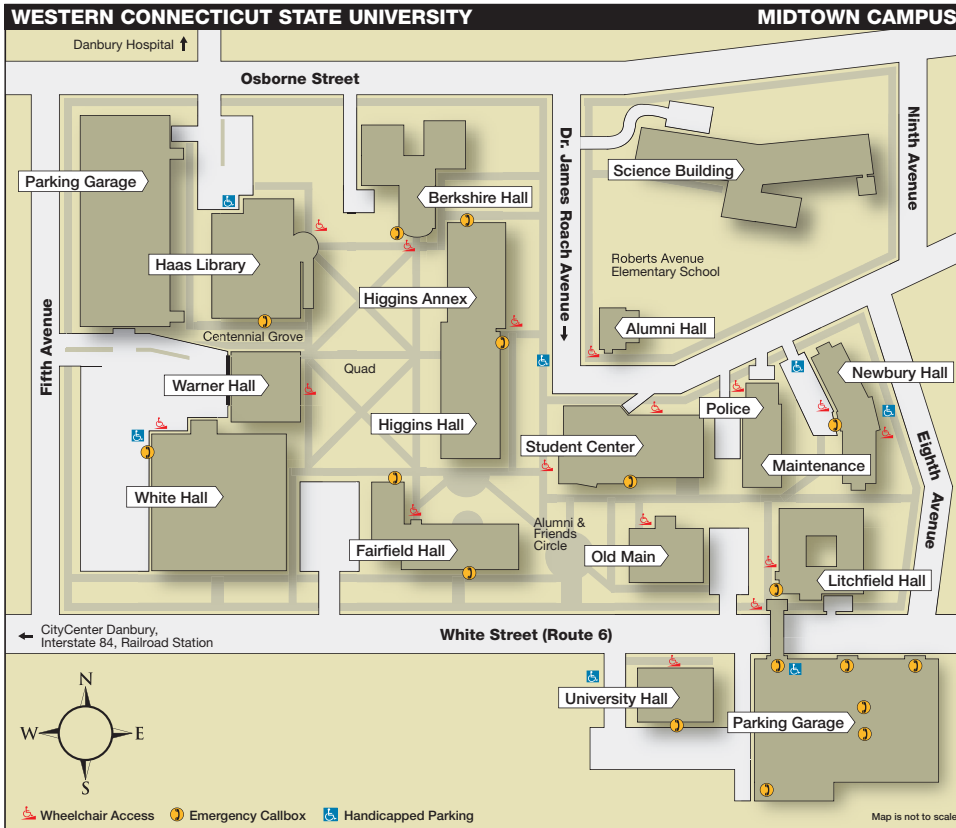 WESTERN CONNECTICUT STATE UNIVERSITY
MIDTOWN CAMPUS
Danbury Hospital
Osborne Street
Dr. James Roach Avenue
Ninth Avenue
Parking Garage
Science Building
Berkshire Hall
Haas Library
Roberts Avenue
Elementary School
Higgins Annex
Alumni Hall
Centennial Grove
Fifth Avenue
Quad
Newbury Hall
Warner Hall
Police
Higgins Hall
Student Center
Maintenance
Eighth Avenue
White Hall
Alumni &
Friends
Circle
Fairfield Hall
Old Main
Litchfield Hall
CityCenter Danbury,
Interstate 84, Railroad Station
White Street (Route 6)
N
W
E
S
University Hall
Parking Garage
Wheelchair Access
Emergency Callbox
Handicapped Parking
Map is not to scale